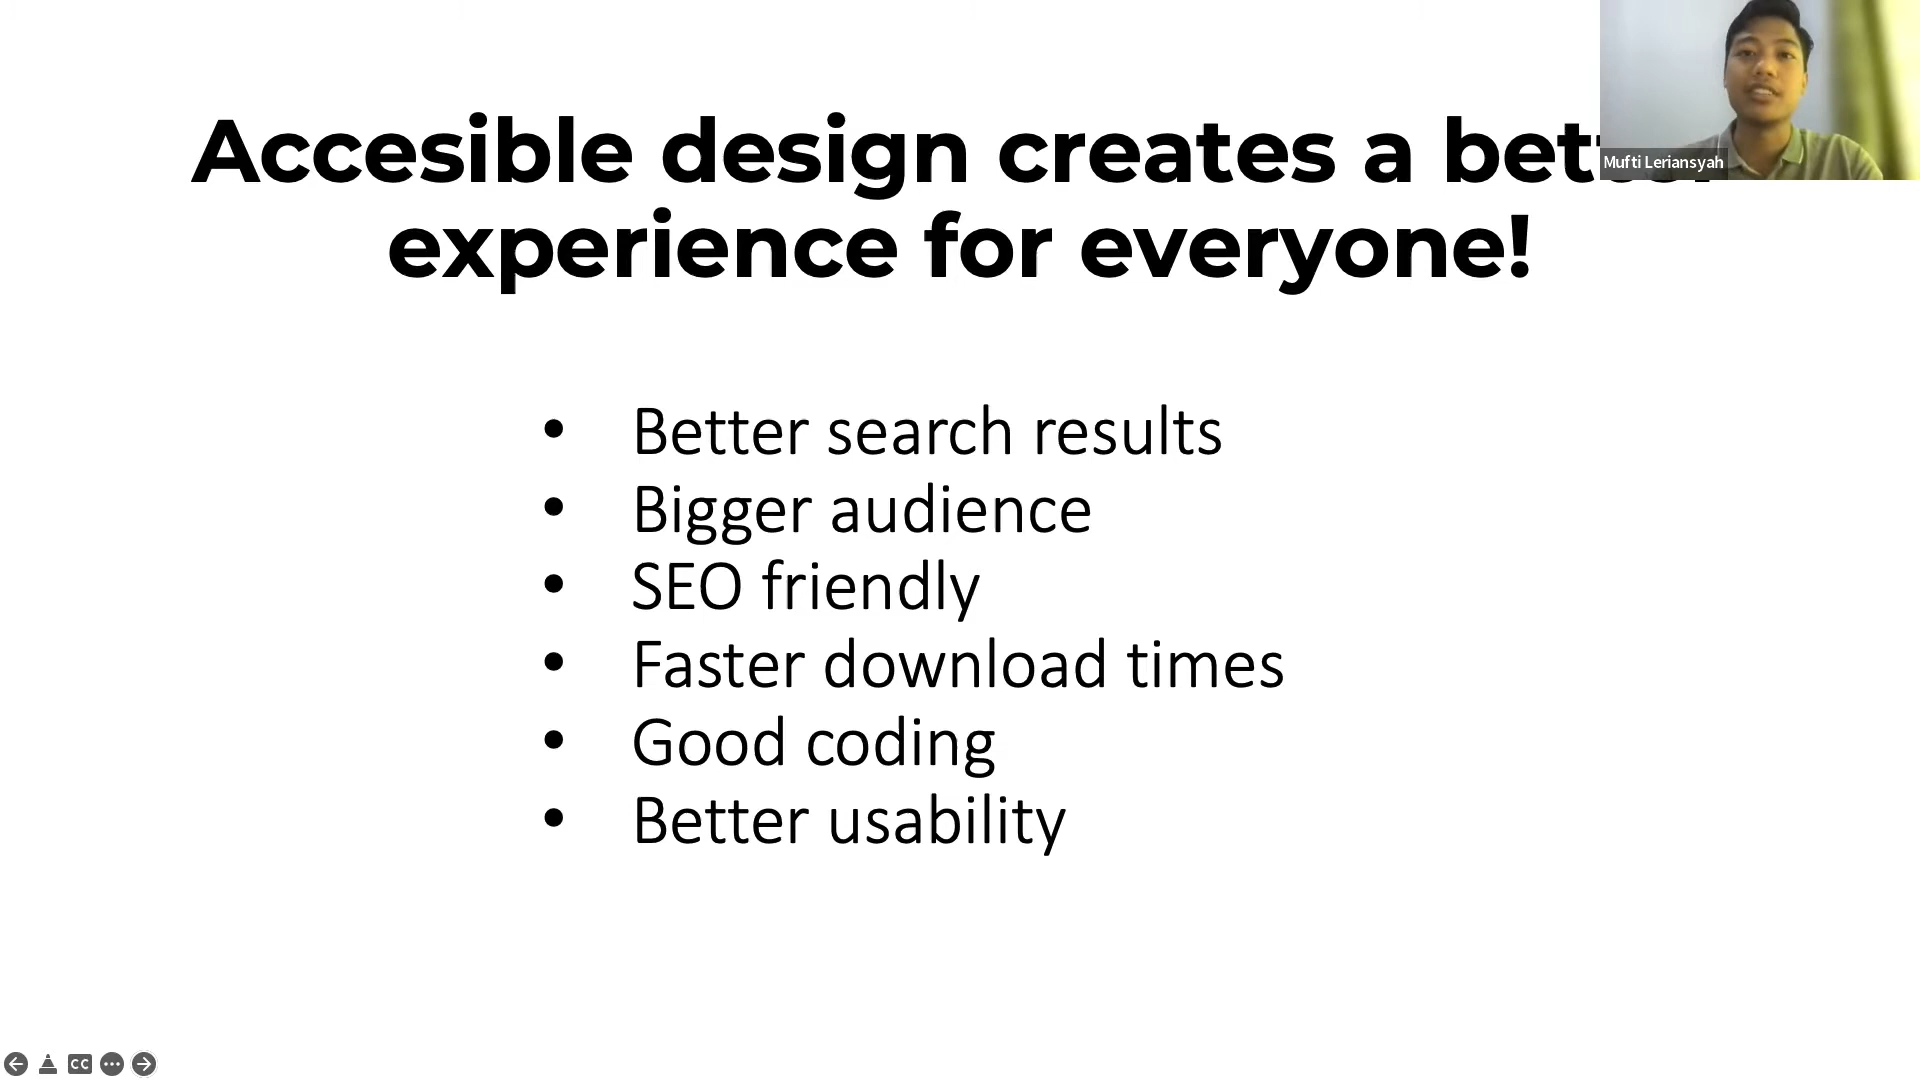 Accesible design creates a better
experience for everyone!
Mufti Leriansyah
• Better search results
• Bigger audience
• SEO friendly
• Faster download times
• Good coding
• Better usability
CC